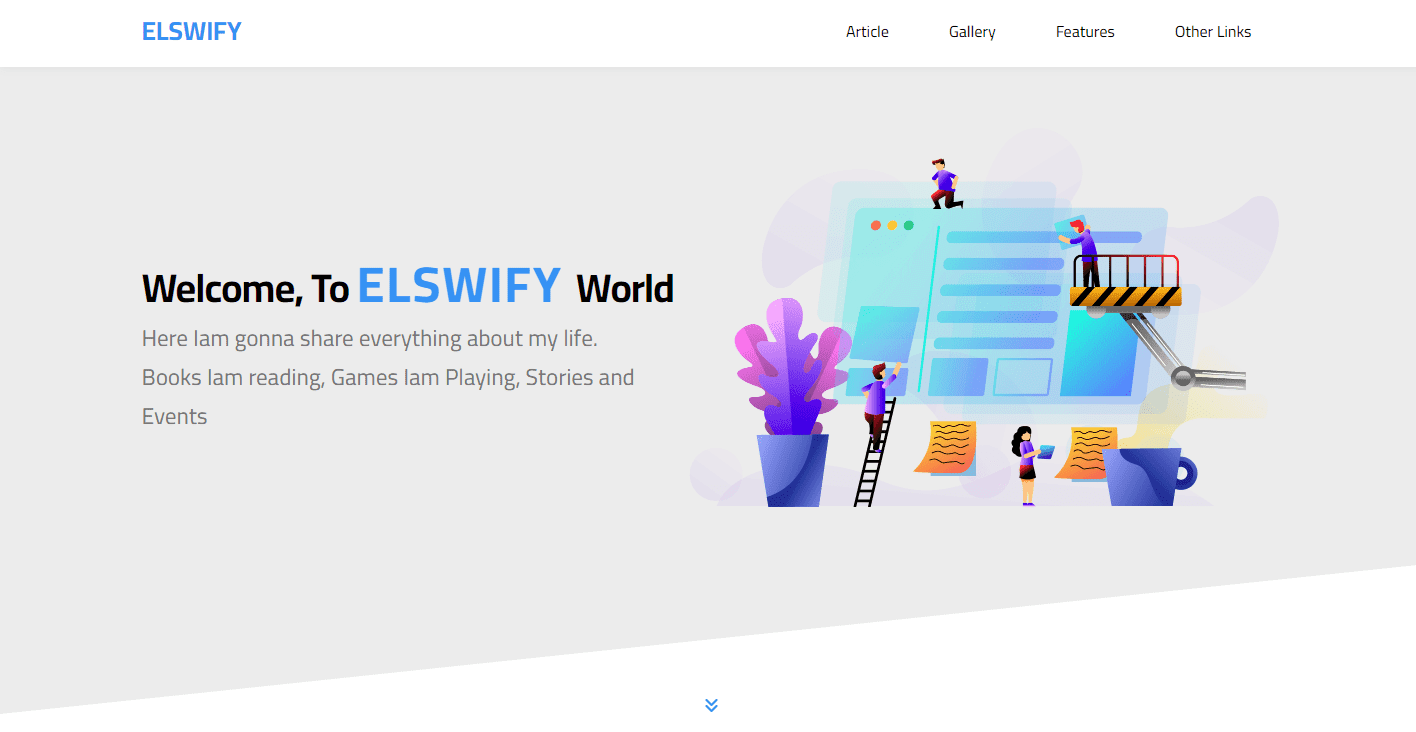 ELSWIFY
Article Gallery Features Other Links
Welcome, To ELSWIFY World
Here Iam gonna share everything about my life.
Books Iam reading, Games Iam Playing, Stories and
Events